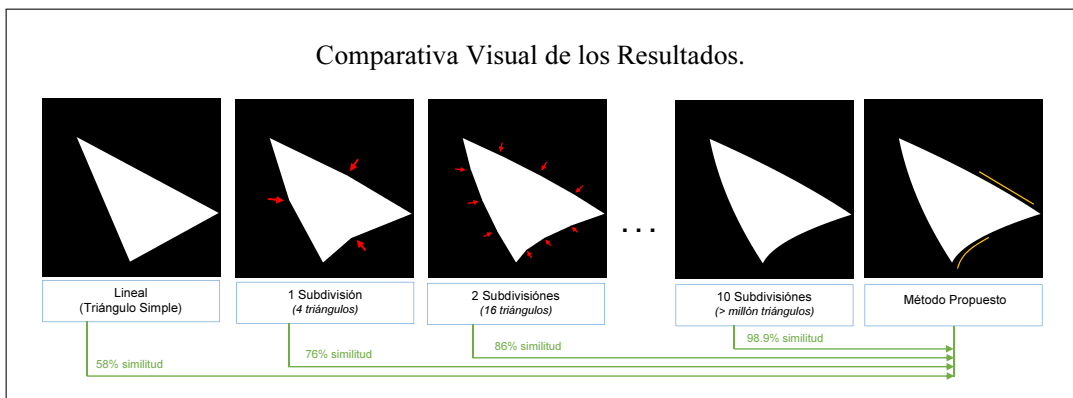 Comparativa Visual de los Resultados.
. . .
Lineal
(Triángulo Simple)
1 Subdivisión
(4 triángulos)
2 Subdivisiónes
(16 triángulos)
10 Subdivisiónes
(> millón triángulos)
Método Propuesto
58% similitud
76% similitud
86% similitud
98.9% similitud